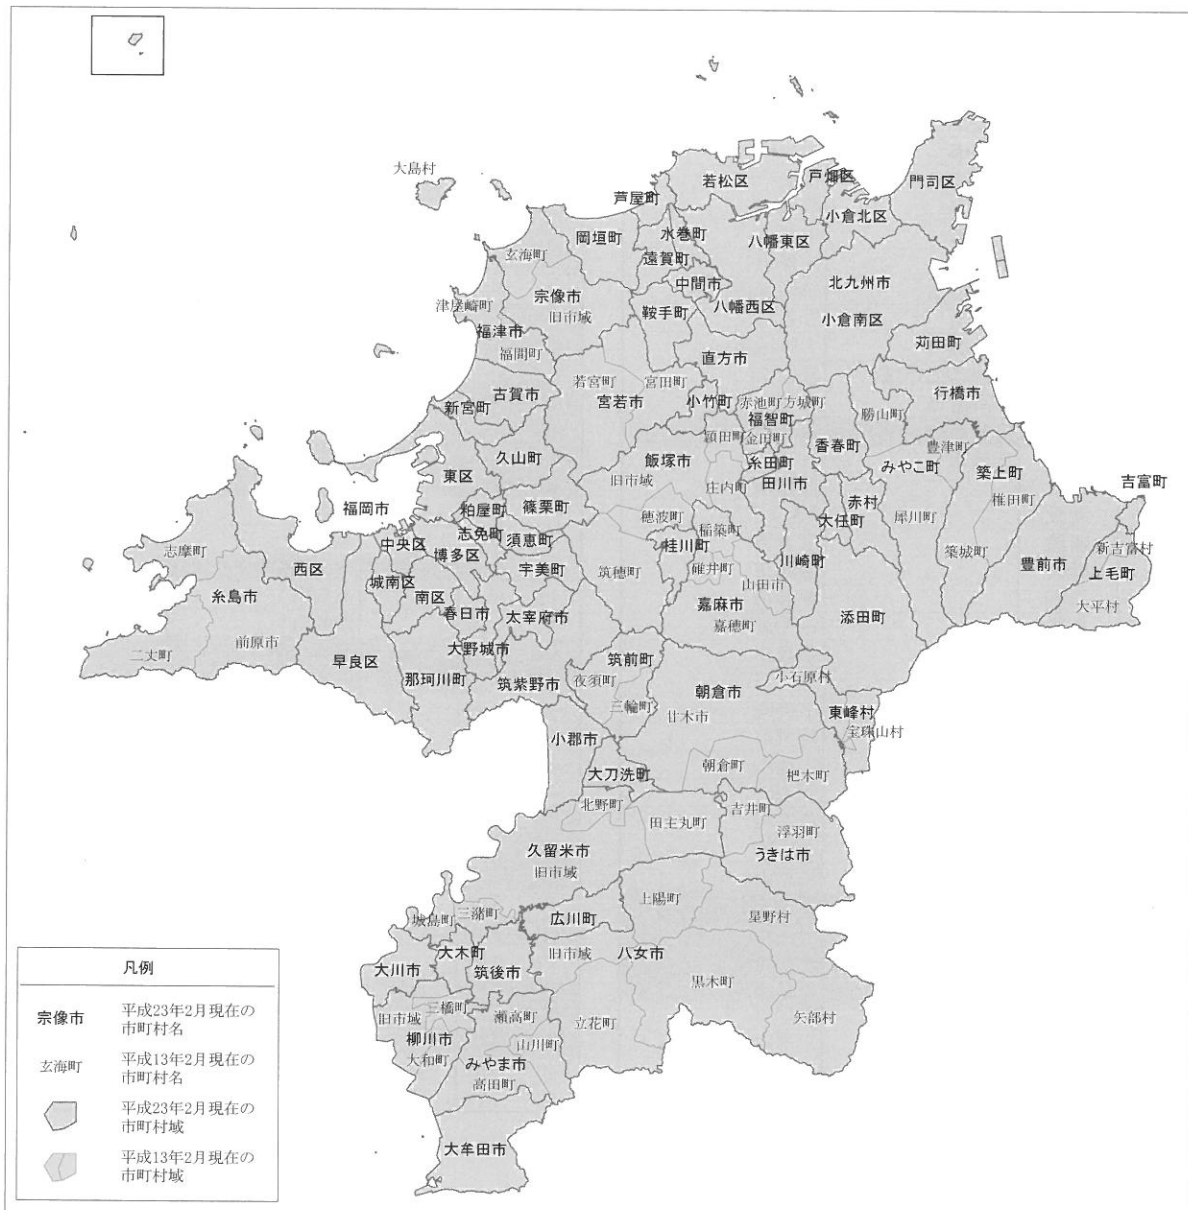 大島村
若松区
戸畑区
門司区
芦屋町
小倉北区
岡垣町
水巻町
八幡東区
玄海町
遠賀町
中間市
北九州市
宗像市
津屋崎町
旧市域
鞍手町
八幡西区
小倉南区
福津市
苅田町
福間町
直方市
若宮町
宮田町
行橋市
古賀市
宮若市
小竹町
赤池町
方城町
新宮町
福智町
勝山町
頴田町
金田町
香春町
豊津町
久山町
飯塚市
糸田町
みやこ町
築上町
東区
旧市域
庄内町
田川市
吉富町
福岡市
粕屋町
篠栗町
赤村
椎田町
穂波町
稲築町
大任町
犀川町
志免町
須恵町
中央区
博多区
桂川町
新吉富村
志摩町
築城町
西区
宇美町
筑穂町
碓井町
川崎町
豊前市
上毛町
城南区
山田市
糸島市
南区
嘉麻市
大平村
春日市
太宰府市
添田町
嘉穂町
前原市
二丈町
大野城市
早良区
筑前町
那珂川町
筑紫野市
夜須町
小石原村
朝倉市
三輪町
甘木市
東峰村
宝珠山村
小郡市
朝倉町
大刀洗町
杷木町
北野町
吉井町
田主丸町
浮羽町
久留米市
うきは市
旧市域
上陽町
三潴町
城島町
広川町
星野村
大木町
旧市域
八女市
大川市
筑後市
黒木町
三橋町
旧市域
瀬高町
立花町
矢部村
柳川市
山川町
大和町
みやま市
高田町
大牟田市
凡例
宗像市
平成23年2月現在の
市町村名
玄海町
平成13年2月現在の
市町村名
平成23年2月現在の
市町村域
平成13年2月現在の
市町村域